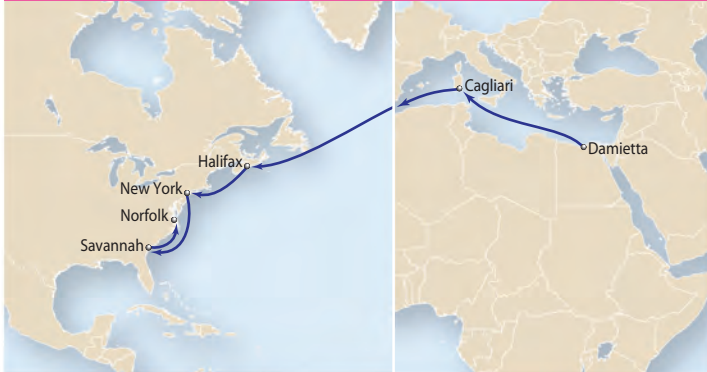 Cagliari
Damietta
Halifax
New York
Norfolk
Savannah